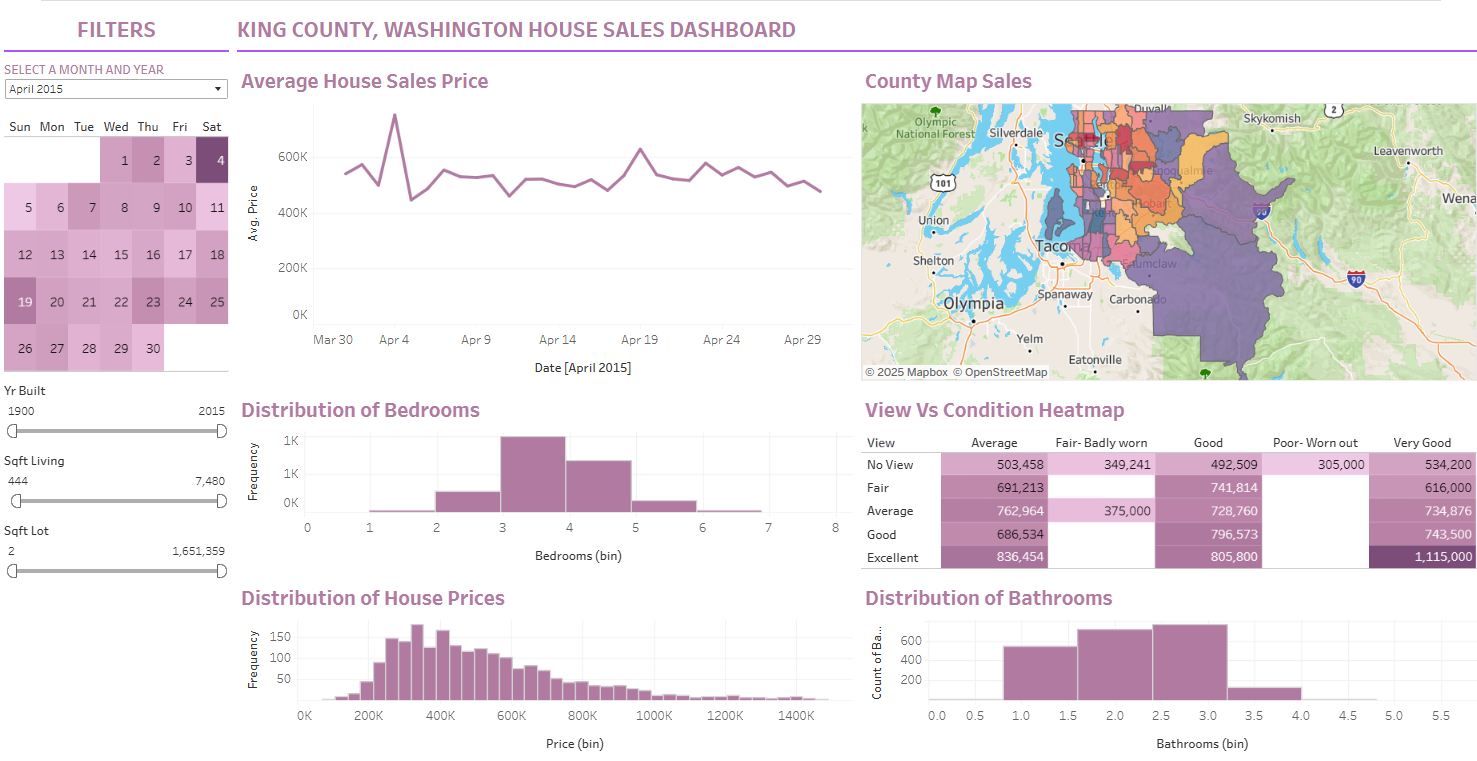 FILTERS
KING COUNTY, WASHINGTON HOUSE SALES DASHBOARD
SELECT A MONTH AND YEAR
April 2015
Sun Mon Tue Wed Thu Fri Sat
1 2 3 4
5 6 7 8 9 10 11
12 13 14 15 16 17 18
19 20 21 22 23 24 25
26 27 28 29 30
Yr Built
1900 2015
Sqft Living
444 7,480
Sqft Lot
2 1,651,359
Average House Sales Price
Avg. Price
600K
400K
200K
0K
Mar 30 Apr 4 Apr 9 Apr 14 Apr 19 Apr 24 Apr 29
Date [April 2015]
County Map Sales
Olympic
National Forest
Silverdale
Duvall
2
Skykomish
Leavenworth
Seattle
Snoqualmie
101
Wena
Union
Hobart
90
Kent
Tacoma
Shelton
Enumclaw
90
Spanaway
Carbonado
Olympia
Yelm
Eatonville
© 2025 Mapbox © OpenStreetMap
Distribution of Bedrooms
Frequency
1K
1K
0K
0 1 2 3 4 5 6 7 8
Bedrooms (bin)
View Vs Condition Heatmap
View Average Fair- Badly worn Good Poor- Worn out Very Good
No View 503,458 349,241 492,509 305,000 534,200
Fair 691,213 741,814 616,000
Average 762,964 375,000 728,760 734,876
Good 686,534 796,573 743,500
Excellent 836,454 805,800 1,115,000
Distribution of House Prices
Frequency
150
100
50
0K 200K 400K 600K 800K 1000K 1200K 1400K
Price (bin)
Distribution of Bathrooms
Count of Ba...
600
400
200
0.0 0.5 1.0 1.5 2.0 2.5 3.0 3.5 4.0 4.5 5.0 5.5
Bathrooms (bin)